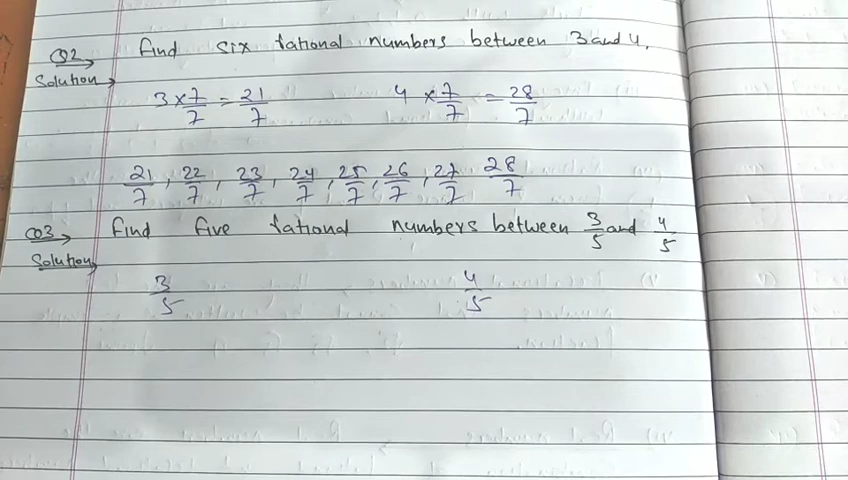 Q2 → Find six rational numbers between 3 and 4.
Solution →
3 × 7/7 = 21/7    4 × 7/7 = 28/7
21/7, 22/7, 23/7, 24/7, 25/7, 26/7, 27/7 28/7
Q3 → Find five rational numbers between 3/5 and 4/5
Solution →
3/5    4/5